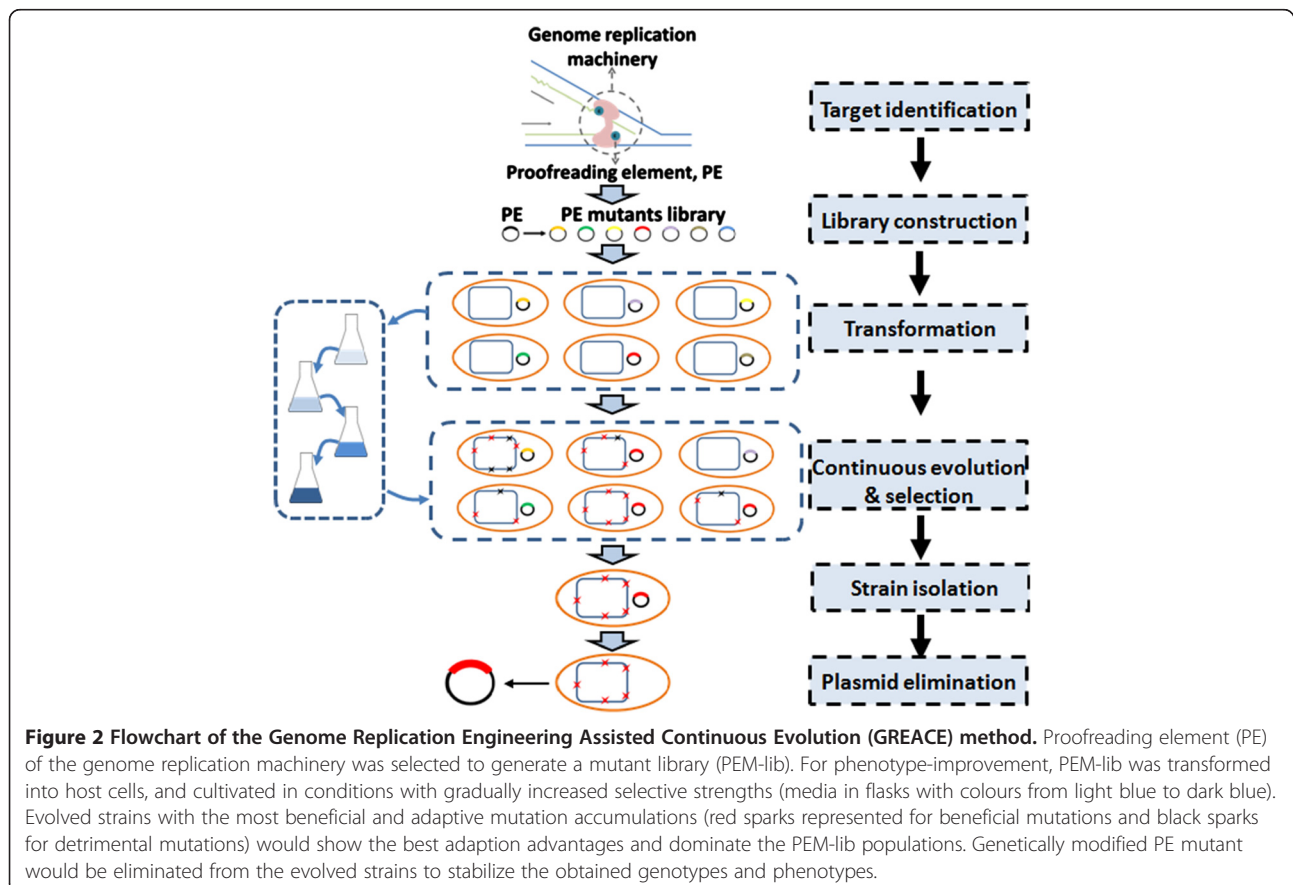 Genome replication
machinery
Target identification
Proofreading element, PE
PE PE mutants library
Library construction
Transformation
Continuous evolution
& selection
Strain isolation
Plasmid elimination
Figure 2 Flowchart of the Genome Replication Engineering Assisted Continuous Evolution (GREACE) method. Proofreading element (PE)
of the genome replication machinery was selected to generate a mutant library (PEM-lib). For phenotype-improvement, PEM-lib was transformed
into host cells, and cultivated in conditions with gradually increased selective strengths (media in flasks with colours from light blue to dark blue).
Evolved strains with the most beneficial and adaptive mutation accumulations (red sparks represented for beneficial mutations and black sparks
for detrimental mutations) would show the best adaption advantages and dominate the PEM-lib populations. Genetically modified PE mutant
would be eliminated from the evolved strains to stabilize the obtained genotypes and phenotypes.